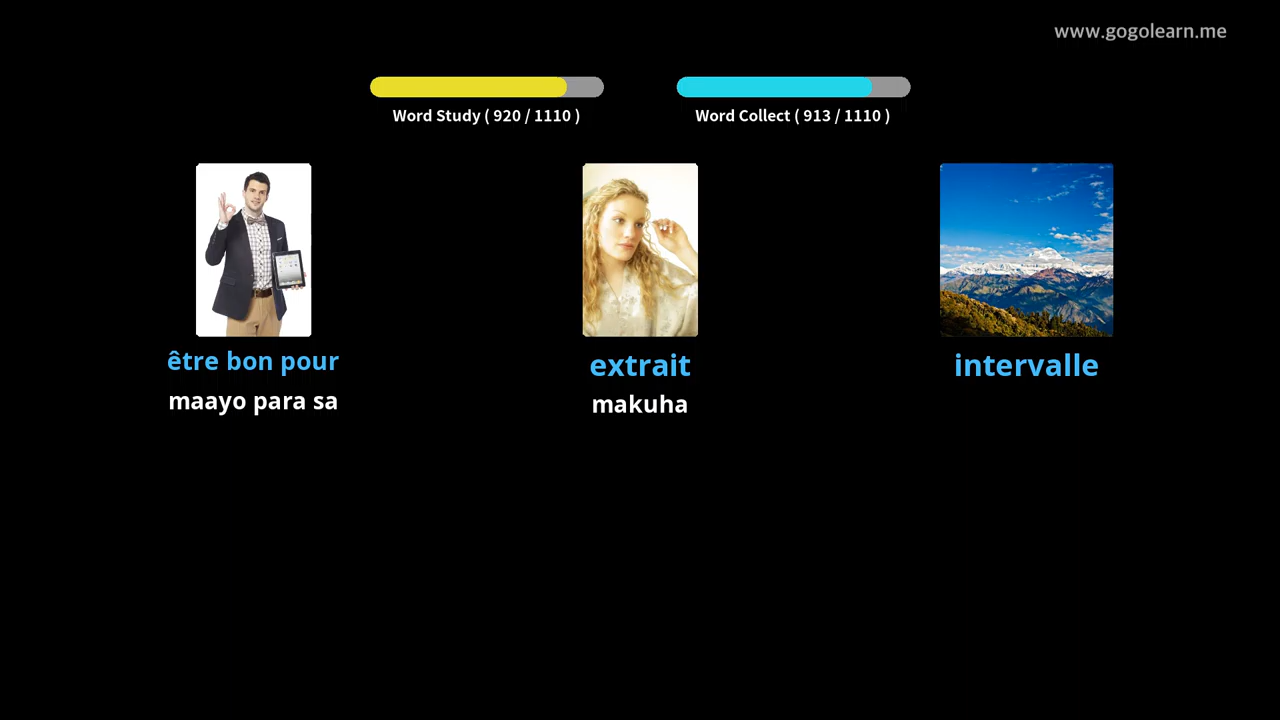 www.gogolearn.me
Word Study ( 920 / 1110 )
Word Collect ( 913 / 1110 )
être bon pour
maayo para sa
extrait
makuha
intervalle